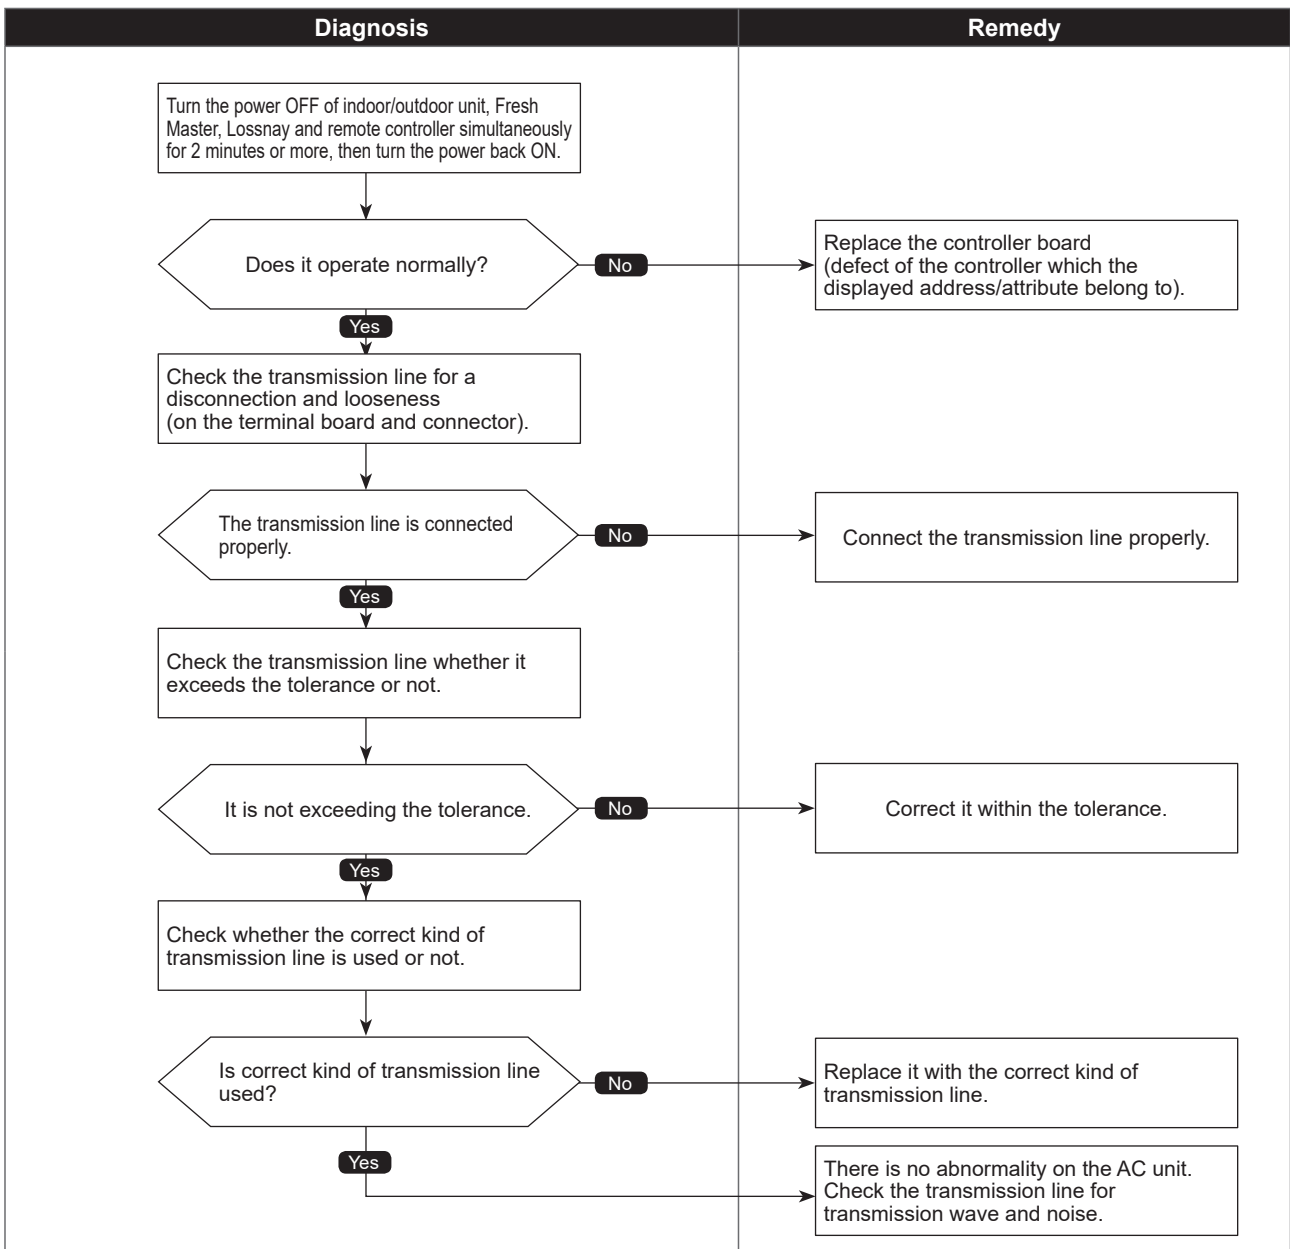 Diagnosis
Remedy
Turn the power OFF of indoor/outdoor unit, Fresh
Master, Lossnay and remote controller simultaneously
for 2 minutes or more, then turn the power back ON.
Does it operate normally?
No
Replace the controller board
(defect of the controller which the
displayed address/attribute belong to).
Yes
Check the transmission line for a
disconnection and looseness
(on the terminal board and connector).
The transmission line is connected
properly.
No
Connect the transmission line properly.
Yes
Check the transmission line whether it
exceeds the tolerance or not.
It is not exceeding the tolerance.
No
Correct it within the tolerance.
Yes
Check whether the correct kind of
transmission line is used or not.
Is correct kind of transmission line
used?
No
Replace it with the correct kind of
transmission line.
Yes
There is no abnormality on the AC unit.
Check the transmission line for
transmission wave and noise.